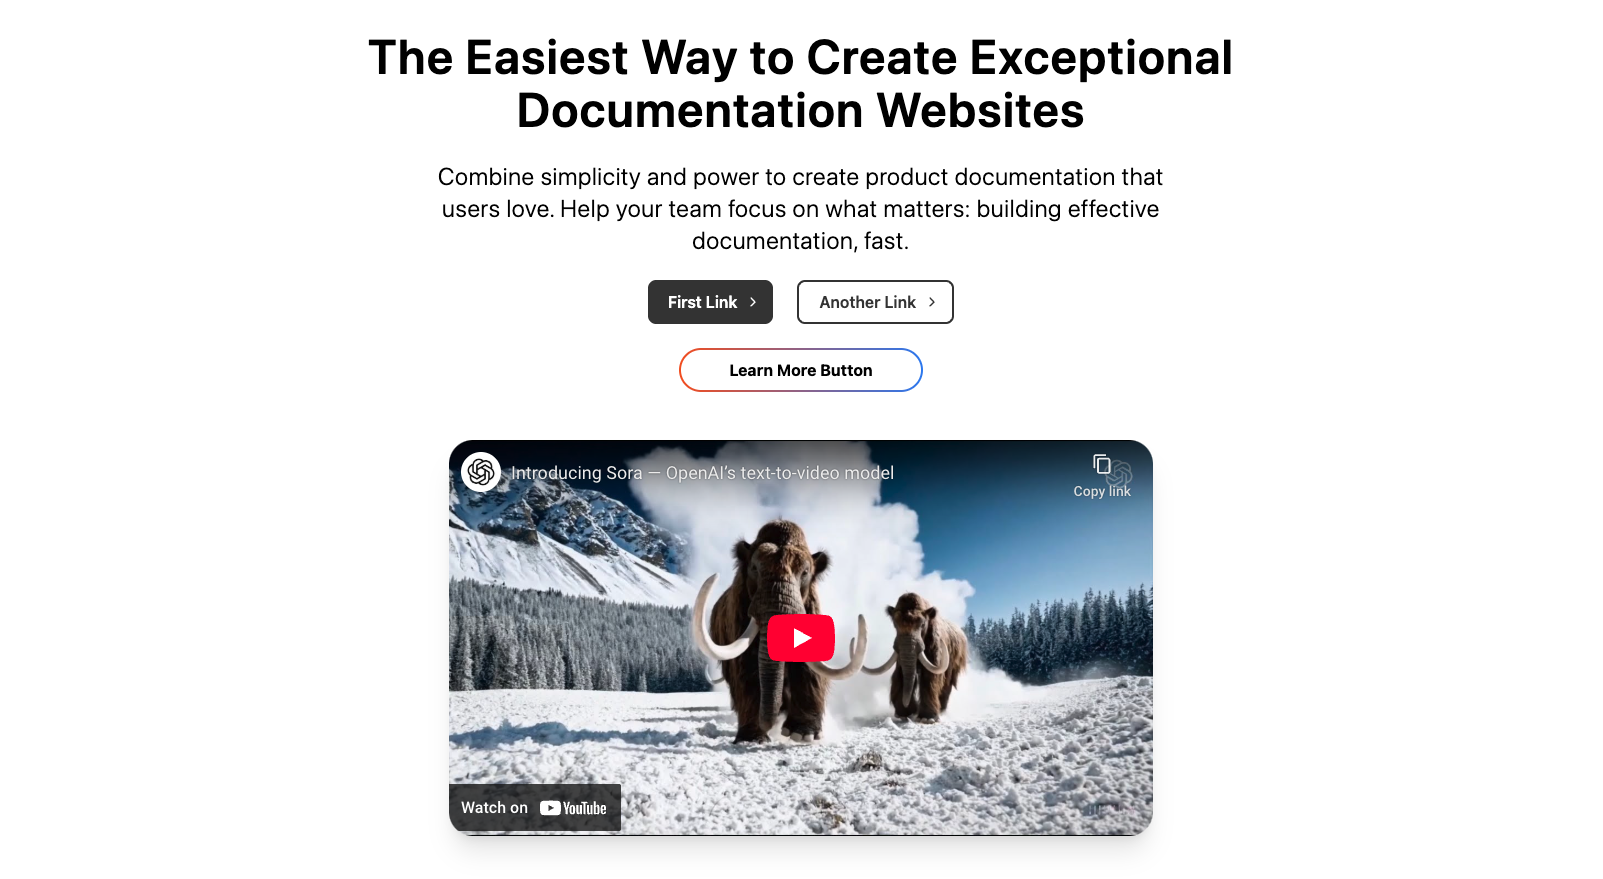 The Easiest Way to Create Exceptional
Documentation Websites
Combine simplicity and power to create product documentation that
users love. Help your team focus on what matters: building effective
documentation, fast.
First Link
Another Link
Learn More Button
Introducing Sora — OpenAI’s text-to-video model
Copy link
Watch on YouTube